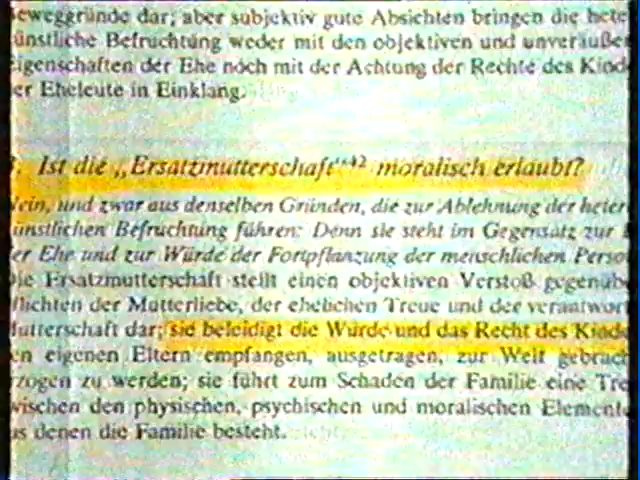 eweggründe dar; aber subjektiv gute Absichten bringen die hete
ünstliche Befruchtung weder mit den objektiven und unveräuße
igenschaften der Ehe noch mit der Achtung der Rechte des Kind
er Eheleute in Einklang.
. Ist die „Ersatzmutterschaft“⁴² moralisch erlaubt?
ein, und zwar aus denselben Gründen, die zur Ablehnung der heter
ünstlichen Befruchtung führen: Denn sie steht im Gegensatz zur
er Ehe und zur Würde der Fortpflanzung der menschlichen Perso
ie Ersatzmutterschaft stellt einen objektiven Verstoß gegenüb
flichten der Mutterliebe, der ehelichen Treue und der verantwort
utterschaft dar; sie beleidigt die Würde und das Recht des Kinde
en eigenen Eltern empfangen, ausgetragen, zur Welt gebrach
rzogen zu werden; sie führt zum Schaden der Familie eine Tre
wischen den physischen, psychischen und moralischen Elemente
us denen die Familie besteht.